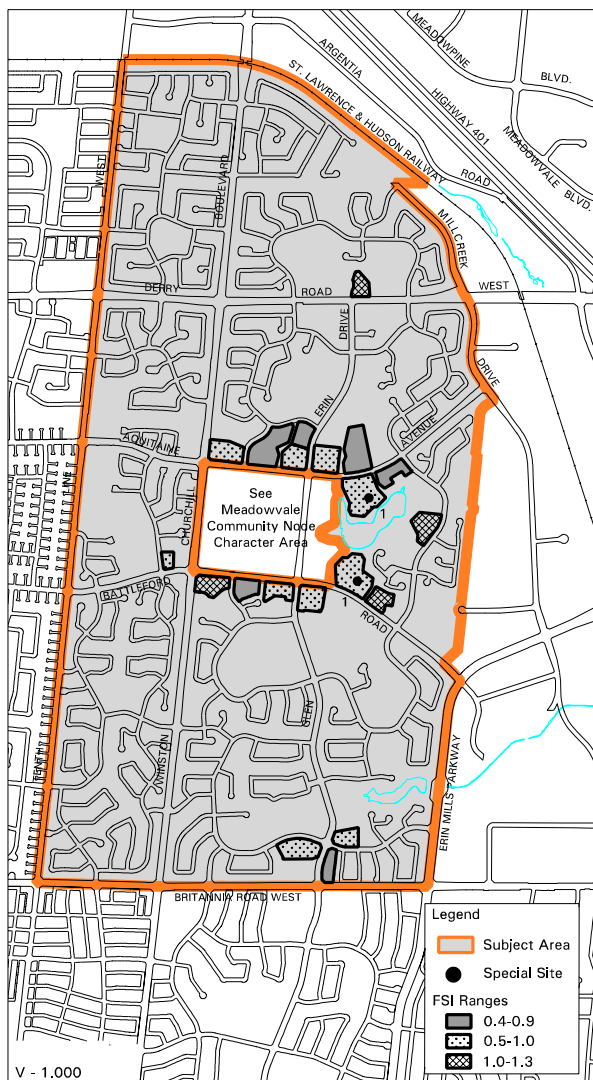 MEADOWPINE
BLVD.
ARGENTIA
HIGHWAY 401
ST. LAWRENCE & HUDSON RAILWAY
MEADOWVALE BLVD.
ROAD
WEST
BOULEVARD
MILLCREEK
DERRY
ROAD
WEST
DRIVE
DRIVE
ERIN
AVENUE
AQUITAINE
See
Meadowvale
Community Node
Character Area
1
LINE
CHURCHILL
BATTLEFORD
1
ROAD
GLEN
WINSTON
TENTH
ERIN MILLS PARKWAY
BRITANNIA ROAD WEST
Legend
Subject Area
Special Site
FSI Ranges
0.4-0.9
0.5-1.0
1.0-1.3
V - 1.000